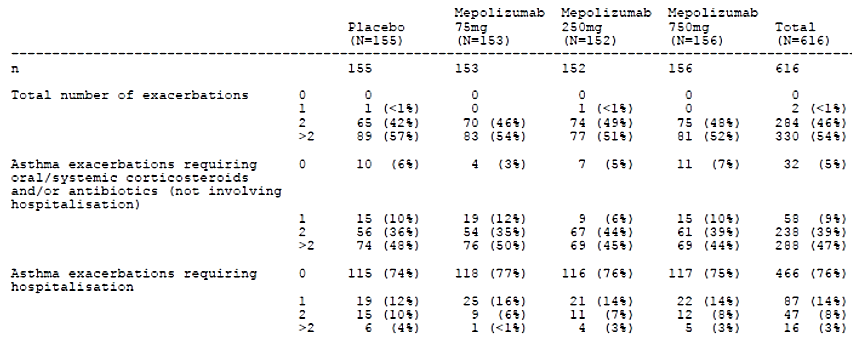 Mepolizumab Mepolizumab Mepolizumab
Placebo 75mg 250mg 750mg Total
(N=155) (N=153) (N=152) (N=156) (N=616)
n 155 153 152 156 616
Total number of exacerbations 0 0 0 0 0 0
1 1 (<1%) 0 1 (<1%) 0 2 (<1%)
2 65 (42%) 70 (46%) 74 (49%) 75 (48%) 284 (46%)
>2 89 (57%) 83 (54%) 77 (51%) 81 (52%) 330 (54%)
Asthma exacerbations requiring 0 10 (6%) 4 (3%) 7 (5%) 11 (7%) 32 (5%)
oral/systemic corticosteroids
and/or antibiotics (not involving
hospitalisation)
1 15 (10%) 19 (12%) 9 (6%) 15 (10%) 58 (9%)
2 56 (36%) 54 (35%) 67 (44%) 61 (39%) 238 (39%)
>2 74 (48%) 76 (50%) 69 (45%) 69 (44%) 288 (47%)
Asthma exacerbations requiring 0 115 (74%) 118 (77%) 116 (76%) 117 (75%) 466 (76%)
hospitalisation
1 19 (12%) 25 (16%) 21 (14%) 22 (14%) 87 (14%)
2 15 (10%) 9 (6%) 11 (7%) 12 (8%) 47 (8%)
>2 6 (4%) 1 (<1%) 4 (3%) 5 (3%) 16 (3%)